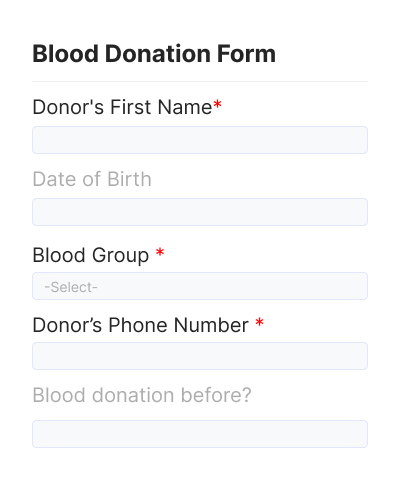 Blood Donation Form
Donor's First Name*
Date of Birth
Blood Group *
-Select-
Donor’s Phone Number *
Blood donation before?